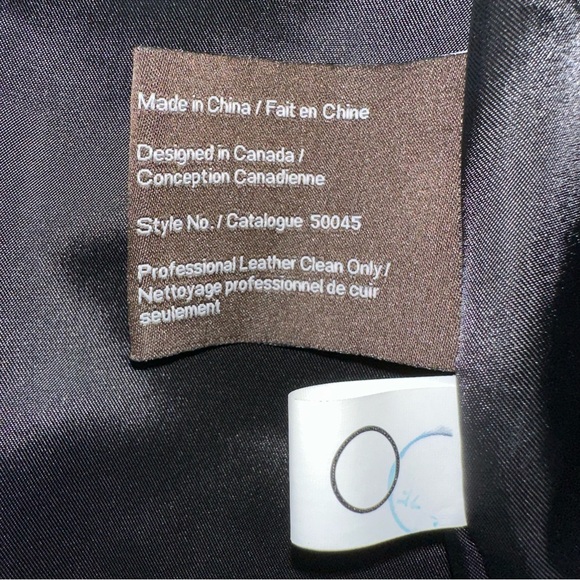 Made in China / Fait en Chine
Designed in Canada /
Conception Canadienne
Style No. / Catalogue 50045
Professional Leather Clean Only /
Nettoyage professionnel de cuir
seulement